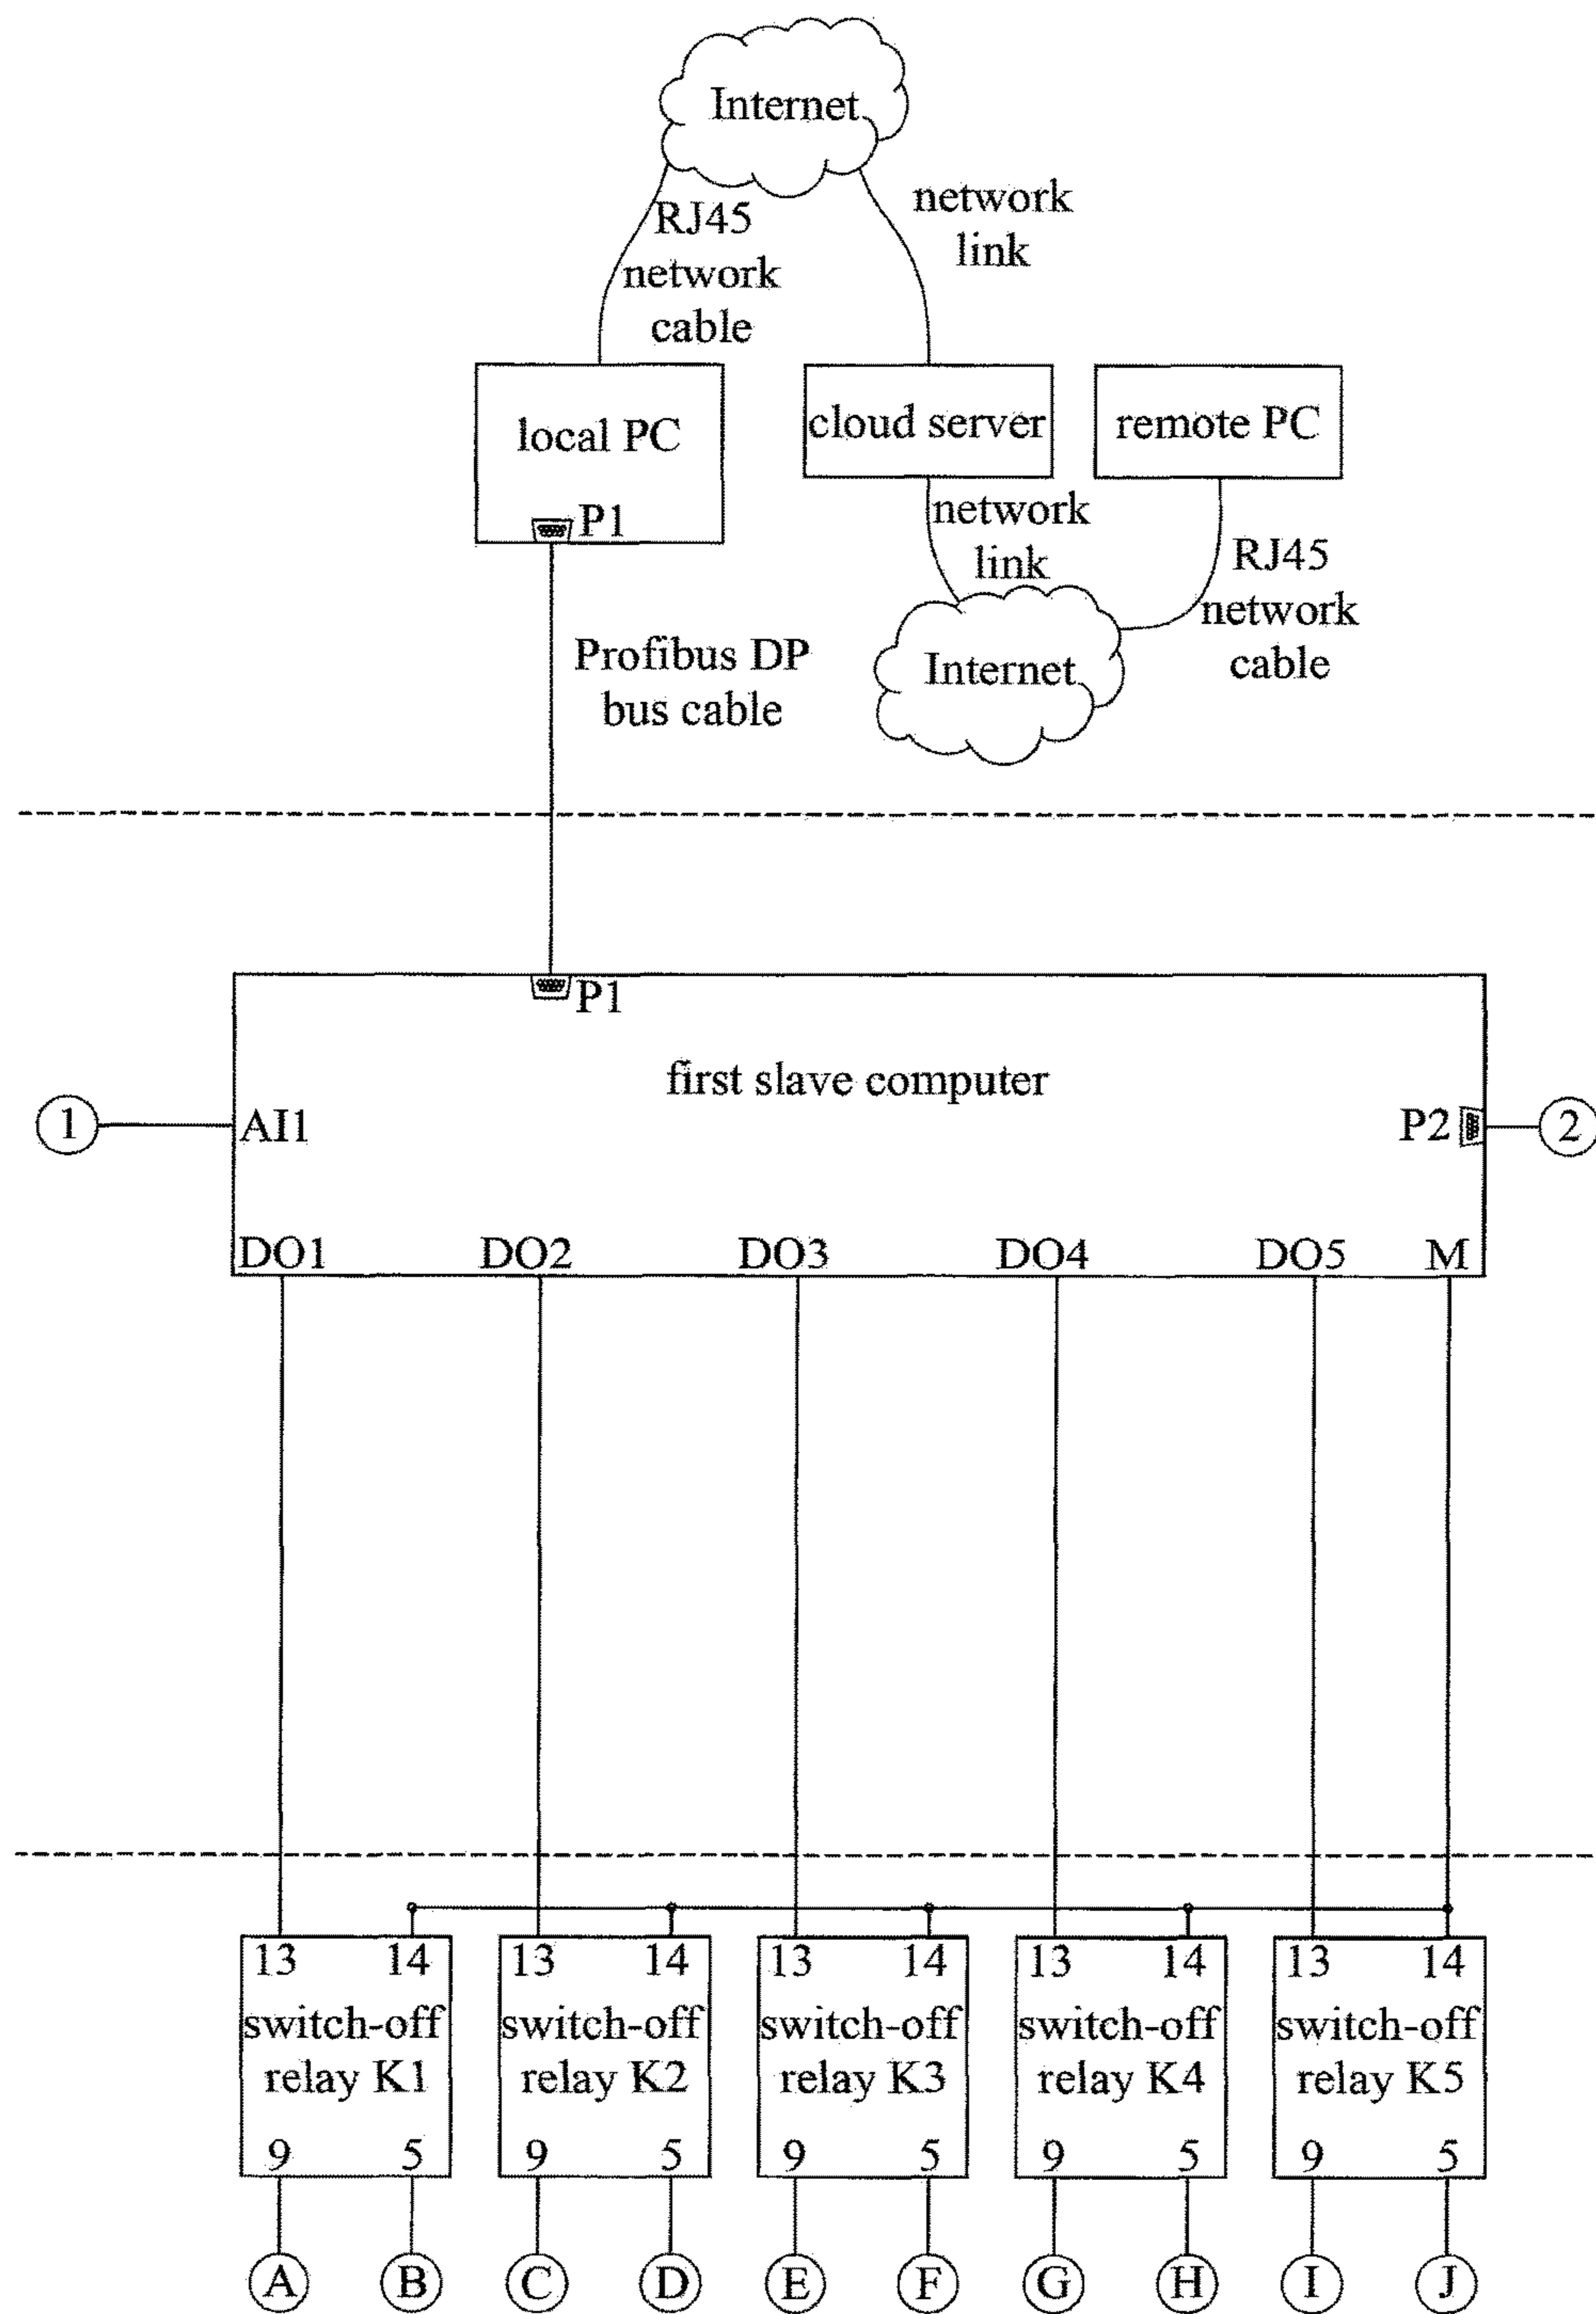 Internet
RJ45
network
cable
network
link
local PC
P1
cloud server
remote PC
network
link
RJ45
network
cable
Internet
Profibus DP
bus cable
P1
first slave computer
1
AI1
P2
2
DO1 DO2 DO3 DO4 DO5 M
13 14 13 14 13 14 13 14 13 14
switch-off switch-off switch-off switch-off switch-off
relay K1 relay K2 relay K3 relay K4 relay K5
9 5 9 5 9 5 9 5 9 5
A B C D E F G H I J